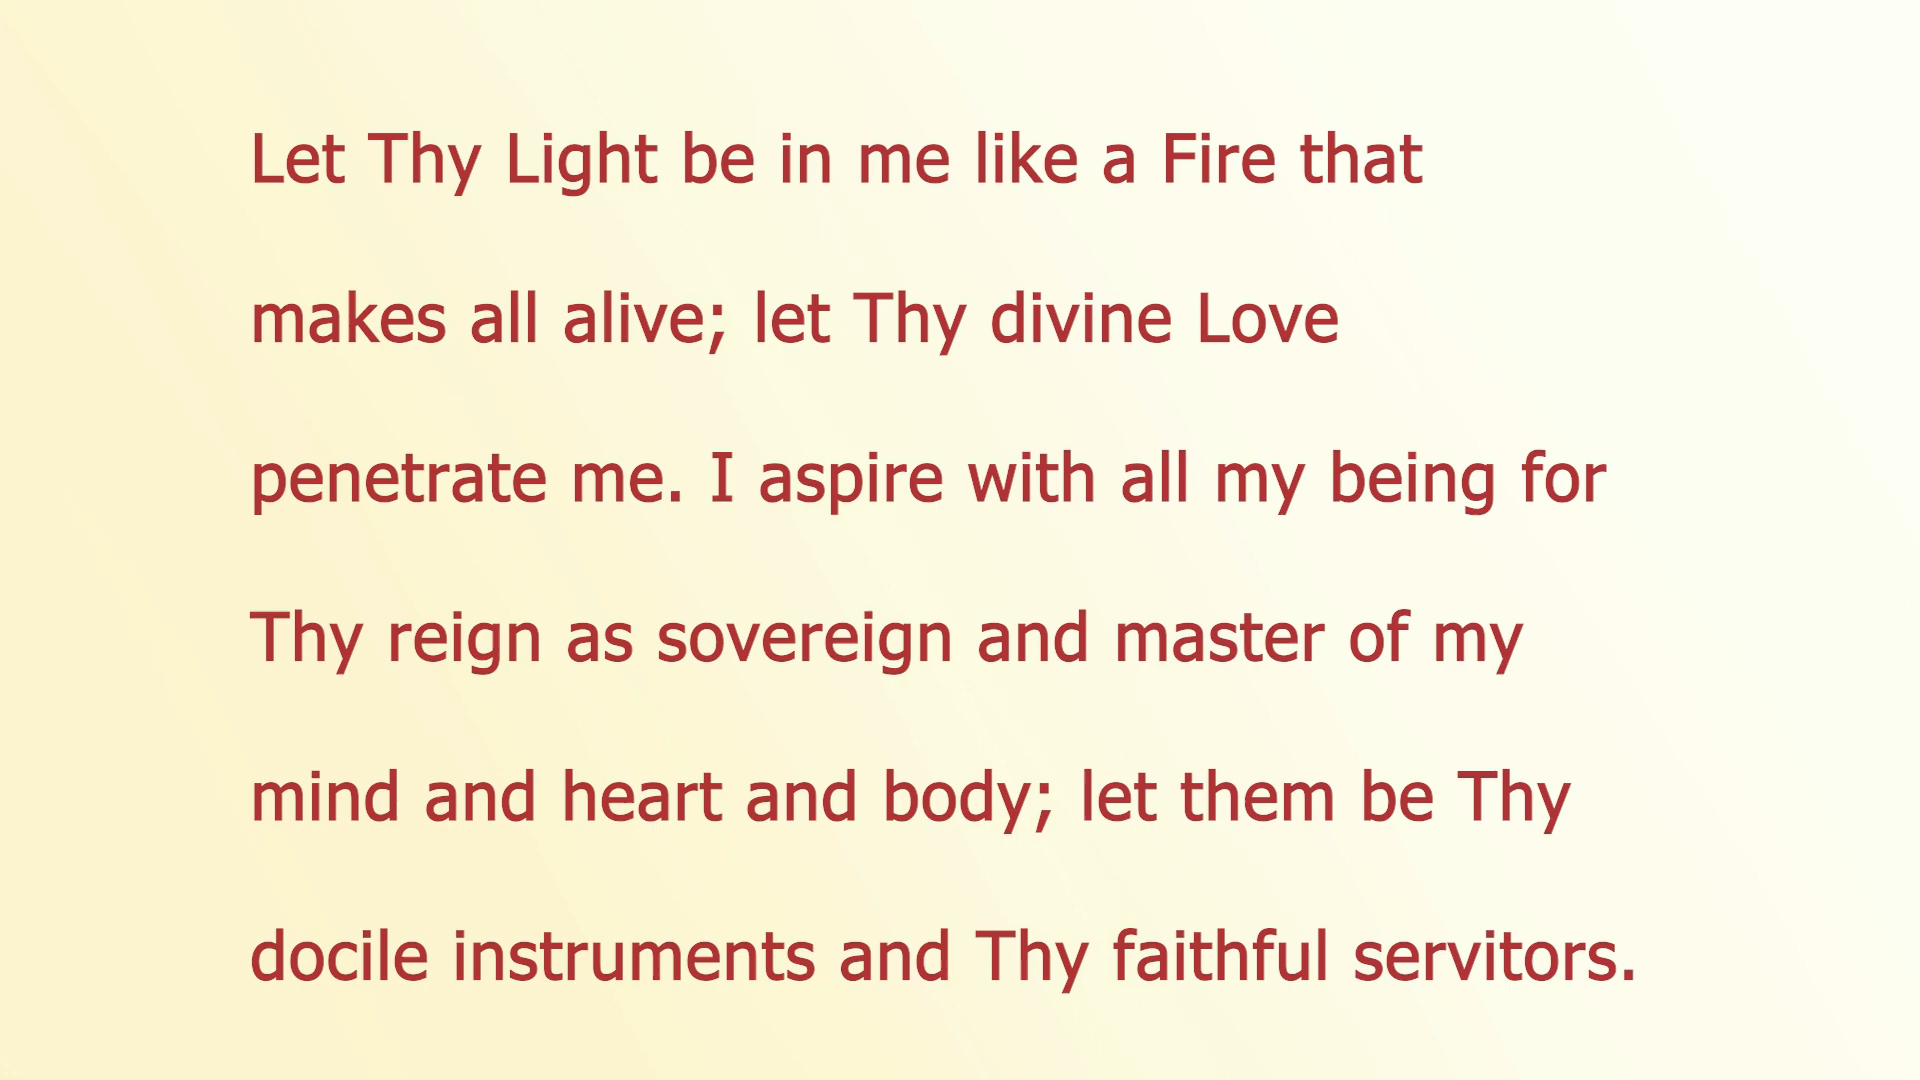 Let Thy Light be in me like a Fire that
makes all alive; let Thy divine Love
penetrate me. I aspire with all my being for
Thy reign as sovereign and master of my
mind and heart and body; let them be Thy
docile instruments and Thy faithful servitors.